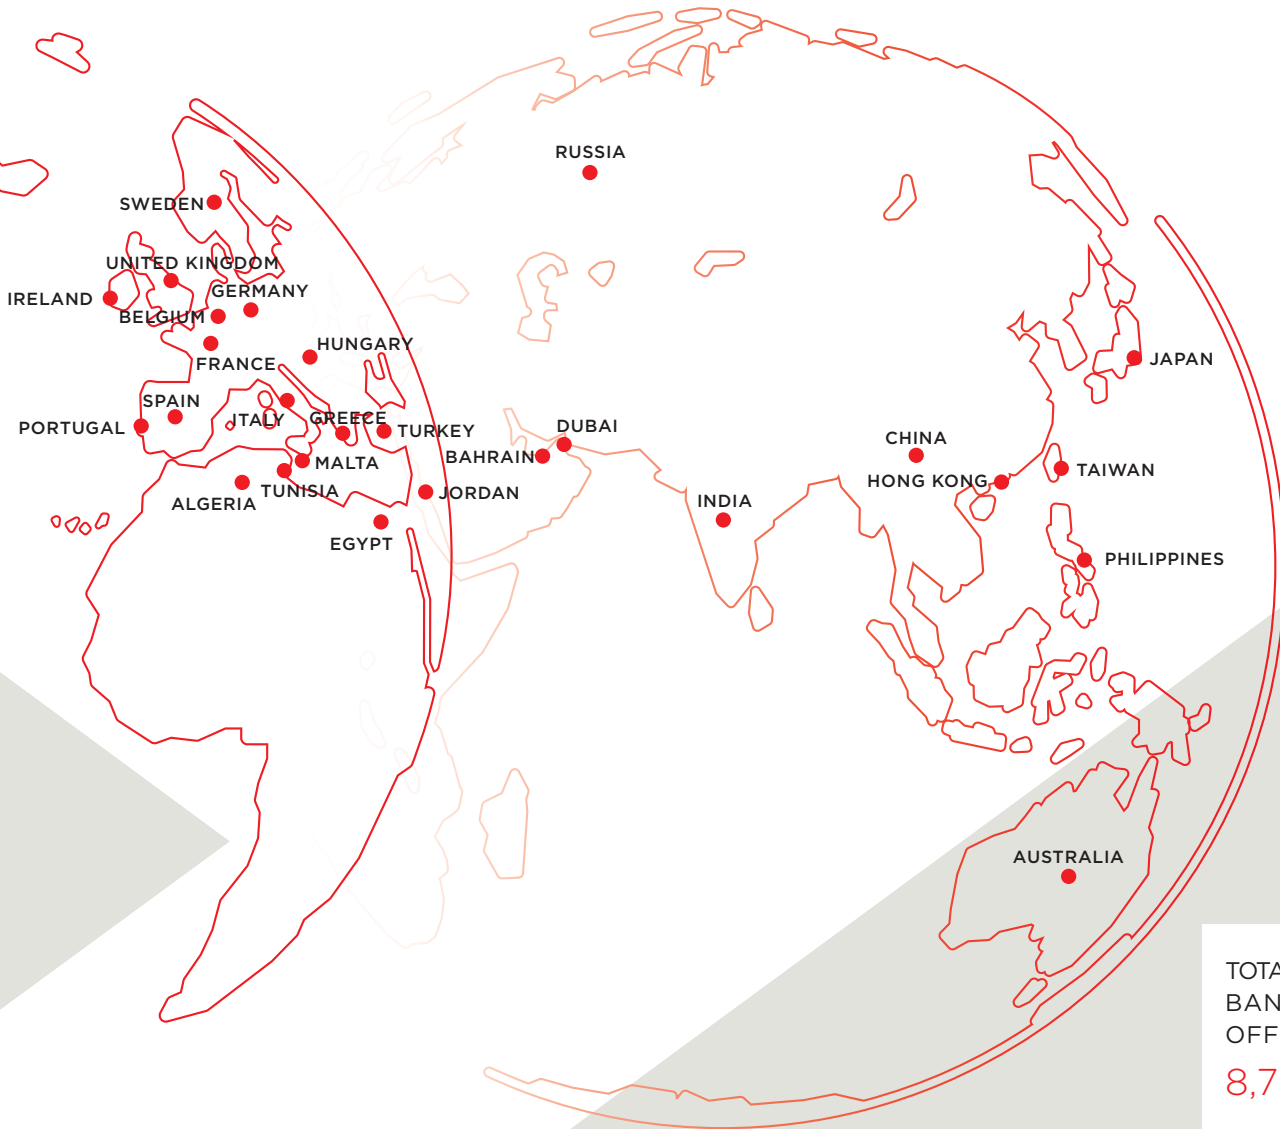 RUSSIA
SWEDEN
UNITED KINGDOM
IRELAND
GERMANY
BELGIUM
HUNGARY
JAPAN
FRANCE
SPAIN
ITALY
GREECE
PORTUGAL
TURKEY
DUBAI
BAHRAIN
CHINA
MALTA
TAIWAN
HONG KONG
TUNISIA
JORDAN
ALGERIA
INDIA
EGYPT
PHILIPPINES
AUSTRALIA